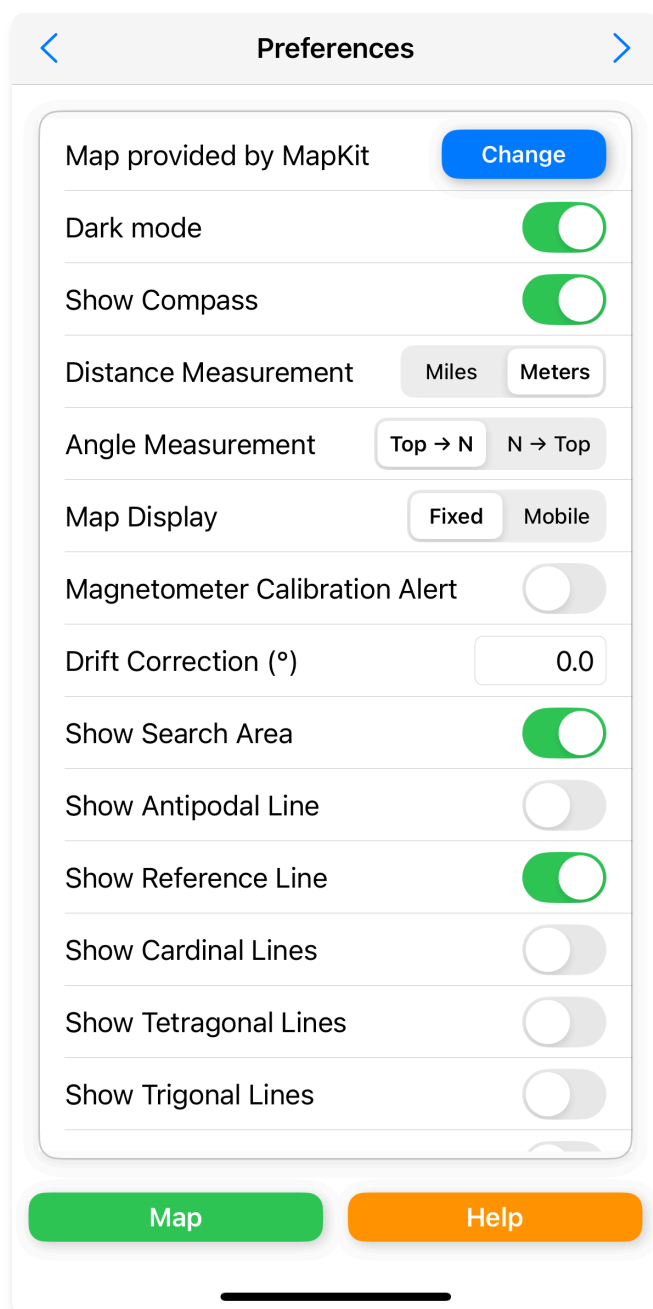 Preferences
Map provided by MapKit Change
Dark mode
Show Compass
Distance Measurement Miles Meters
Angle Measurement Top → N N → Top
Map Display Fixed Mobile
Magnetometer Calibration Alert
Drift Correction (°) 0.0
Show Search Area
Show Antipodal Line
Show Reference Line
Show Cardinal Lines
Show Tetragonal Lines
Show Trigonal Lines
Map Help